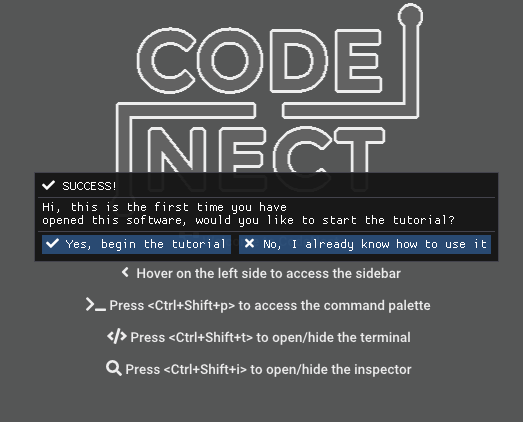 CODE
NECT
SUCCESS!
Hi, this is the first time you have
opened this software, would you like to start the tutorial?
Yes, begin the tutorial
No, I already know how to use it
Hover on the left side to access the sidebar
Press <Ctrl+Shift+p> to access the command palette
Press <Ctrl+Shift+t> to open/hide the terminal
Press <Ctrl+Shift+i> to open/hide the inspector